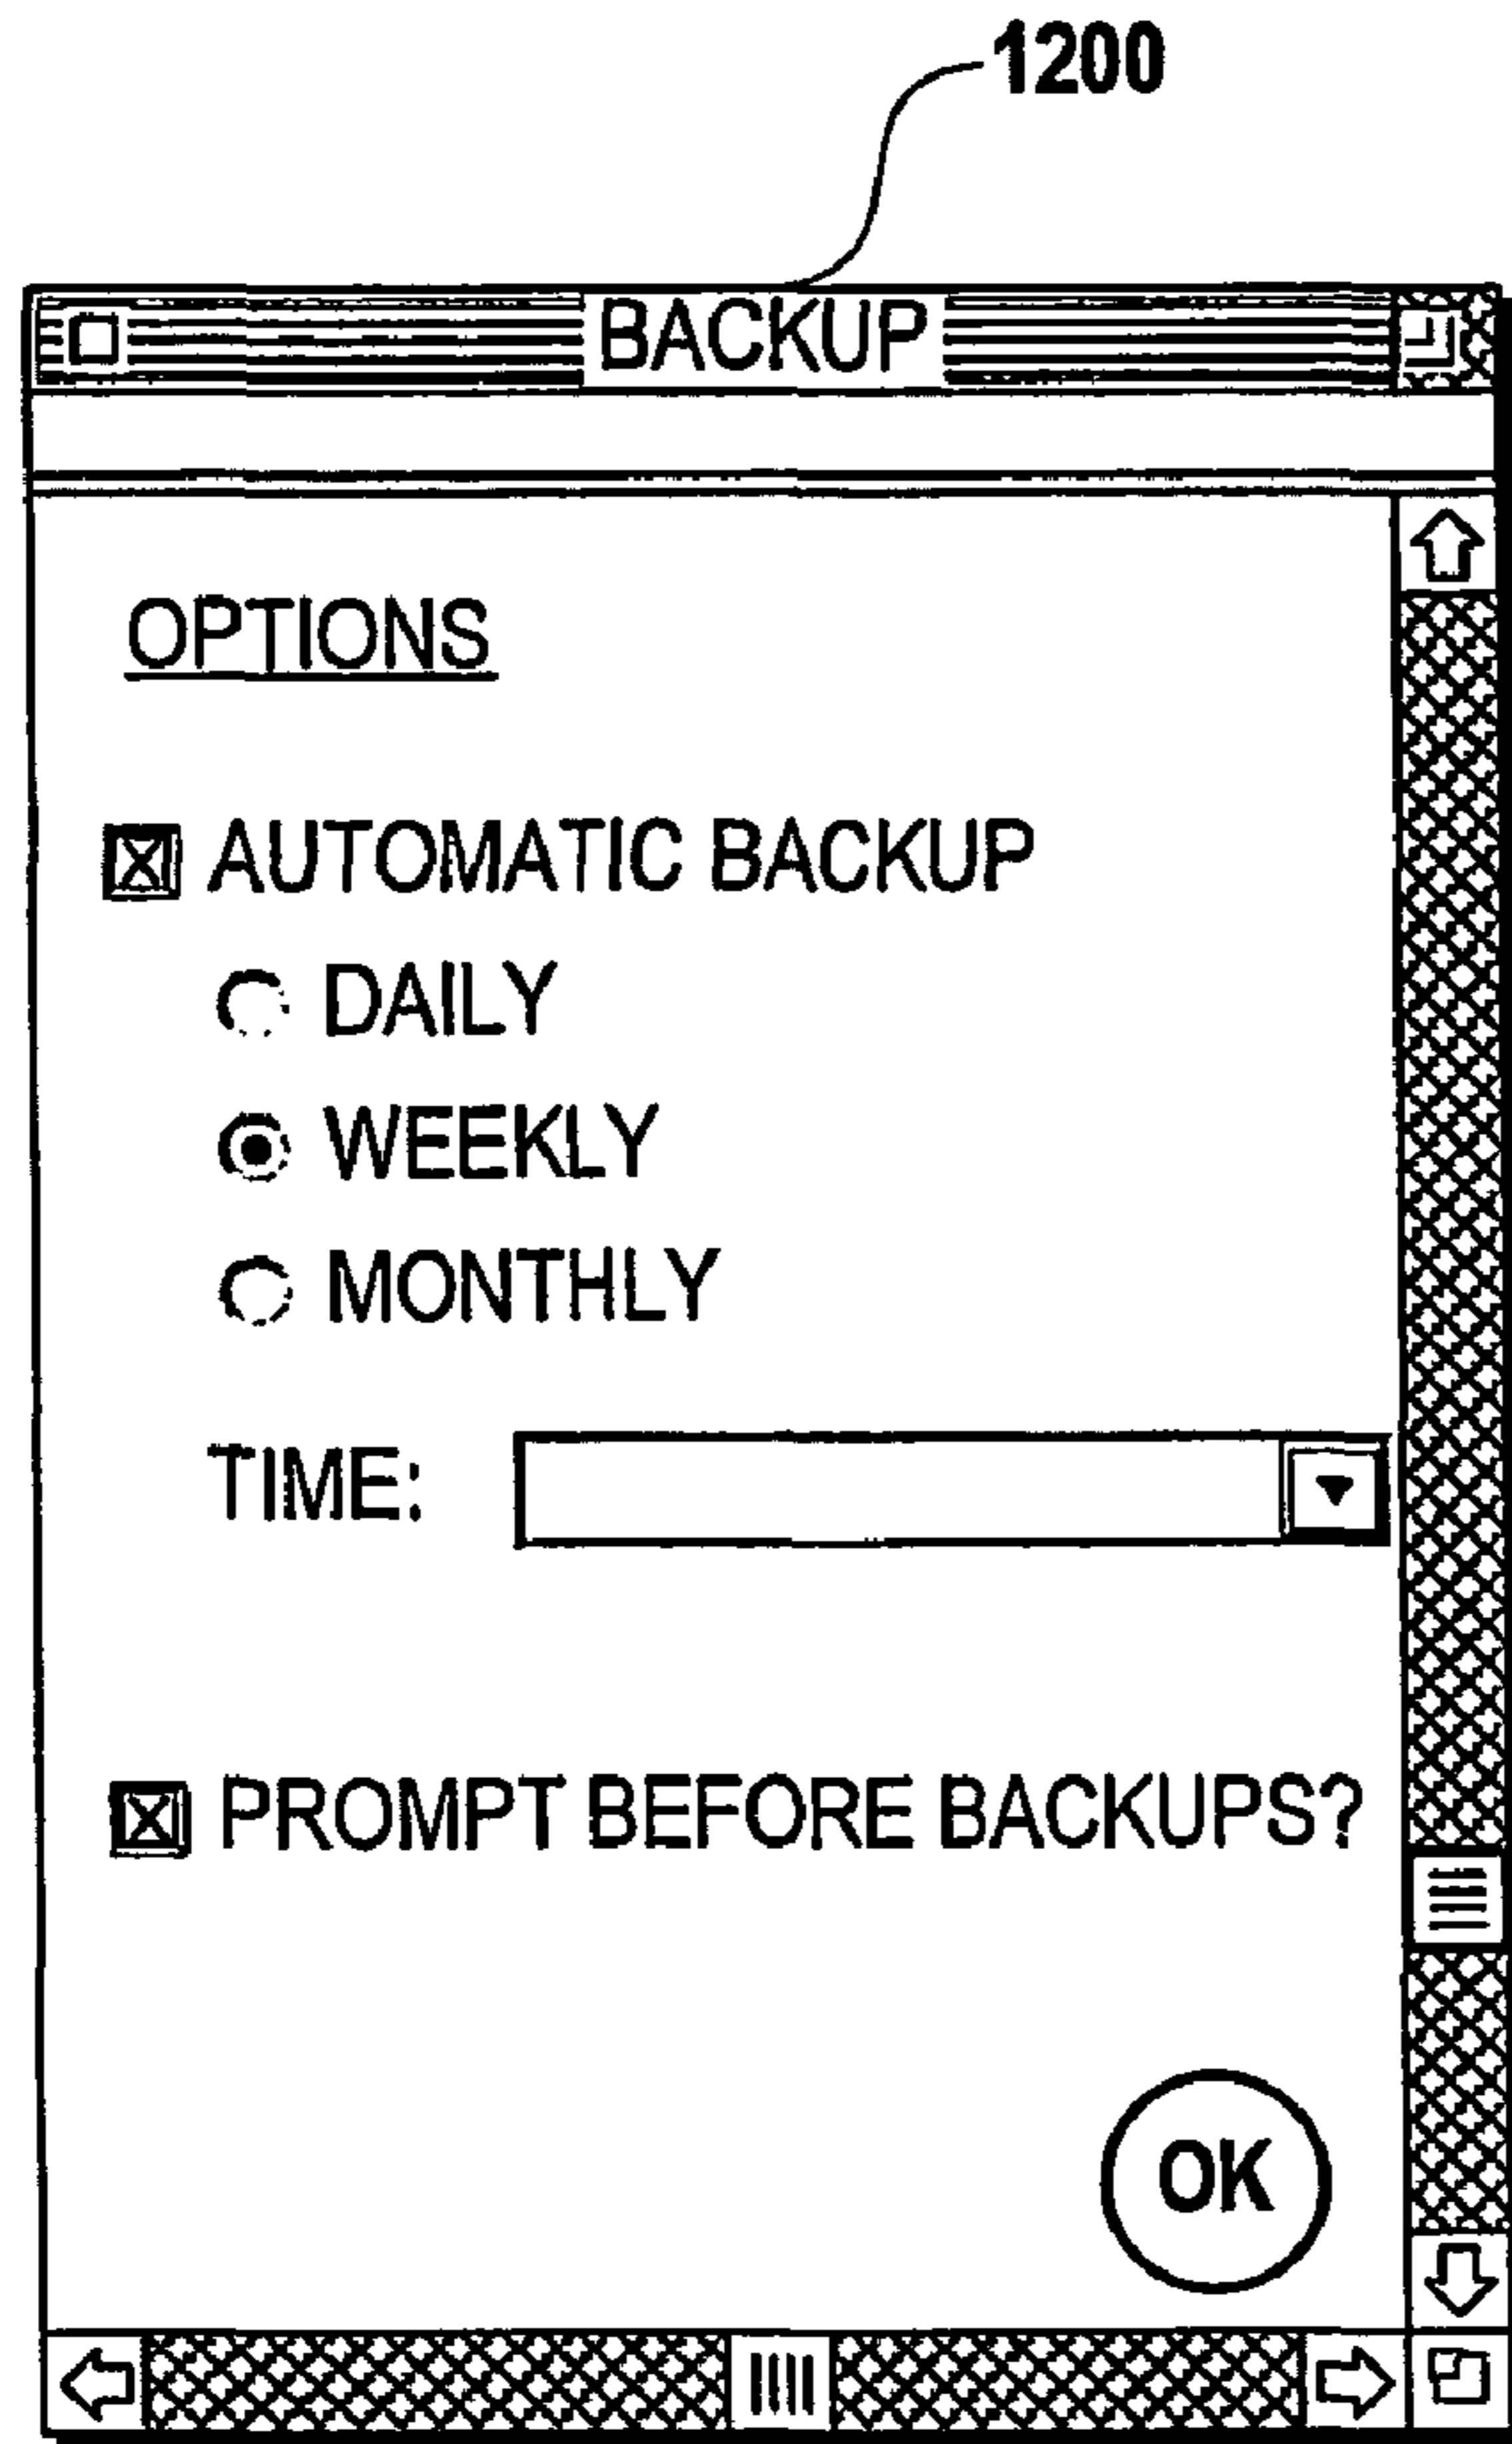 1200
BACKUP
OPTIONS
AUTOMATIC BACKUP
DAILY
WEEKLY
MONTHLY
TIME:
PROMPT BEFORE BACKUPS?
OK